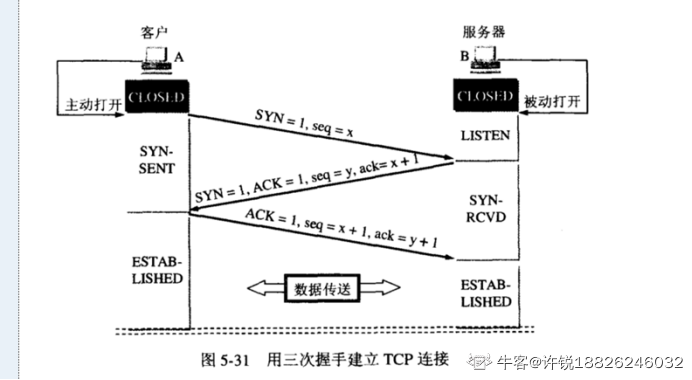 客户
服务器
A
B
主动打开
CLOSED
CLOSED
被动打开
SYN = 1, seq = x
LISTEN
SYN-
SENT
SYN = 1, ACK = 1, seq = y, ack= x + 1
SYN-
RCVD
ACK = 1, seq = x + 1, ack = y + 1
ESTAB-
LISHED
数据传送
ESTAB-
LISHED
图 5-31 用三次握手建立 TCP 连接
牛客@许锐18826246032